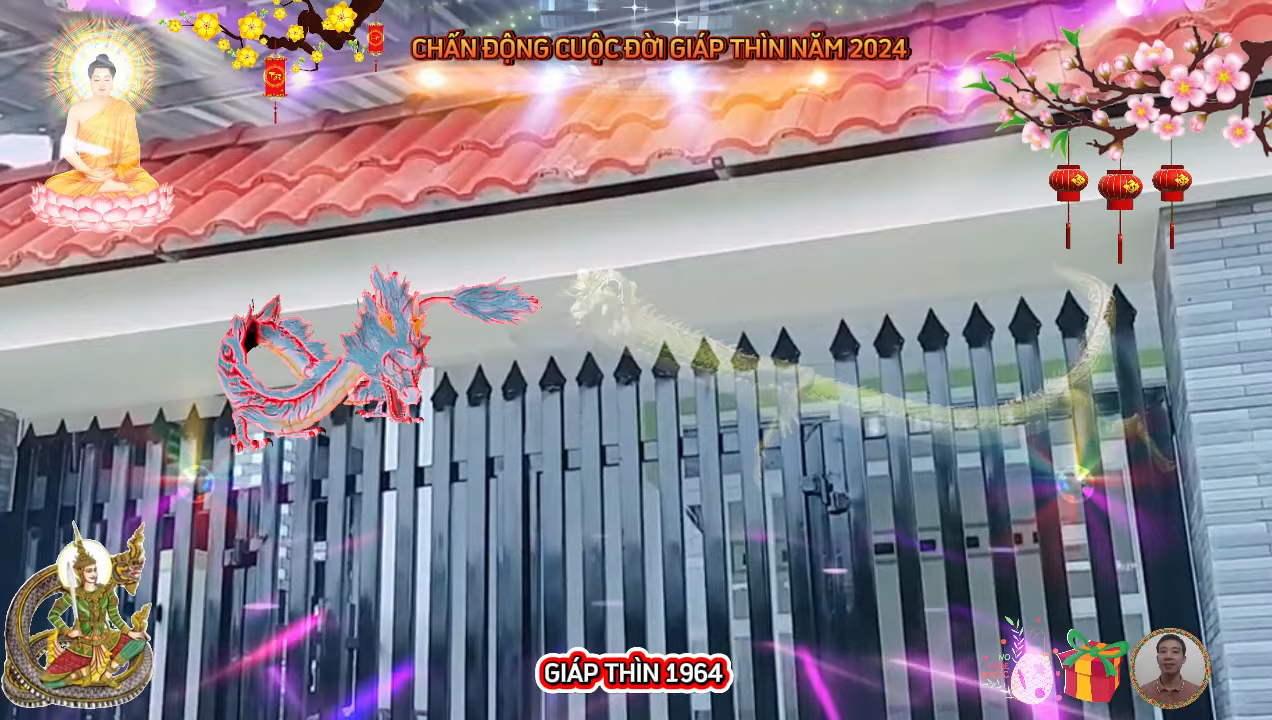 CHẤN ĐỘNG CUỘC ĐỜI GIÁP THÌN NĂM 2024
GIÁP THÌN 1964